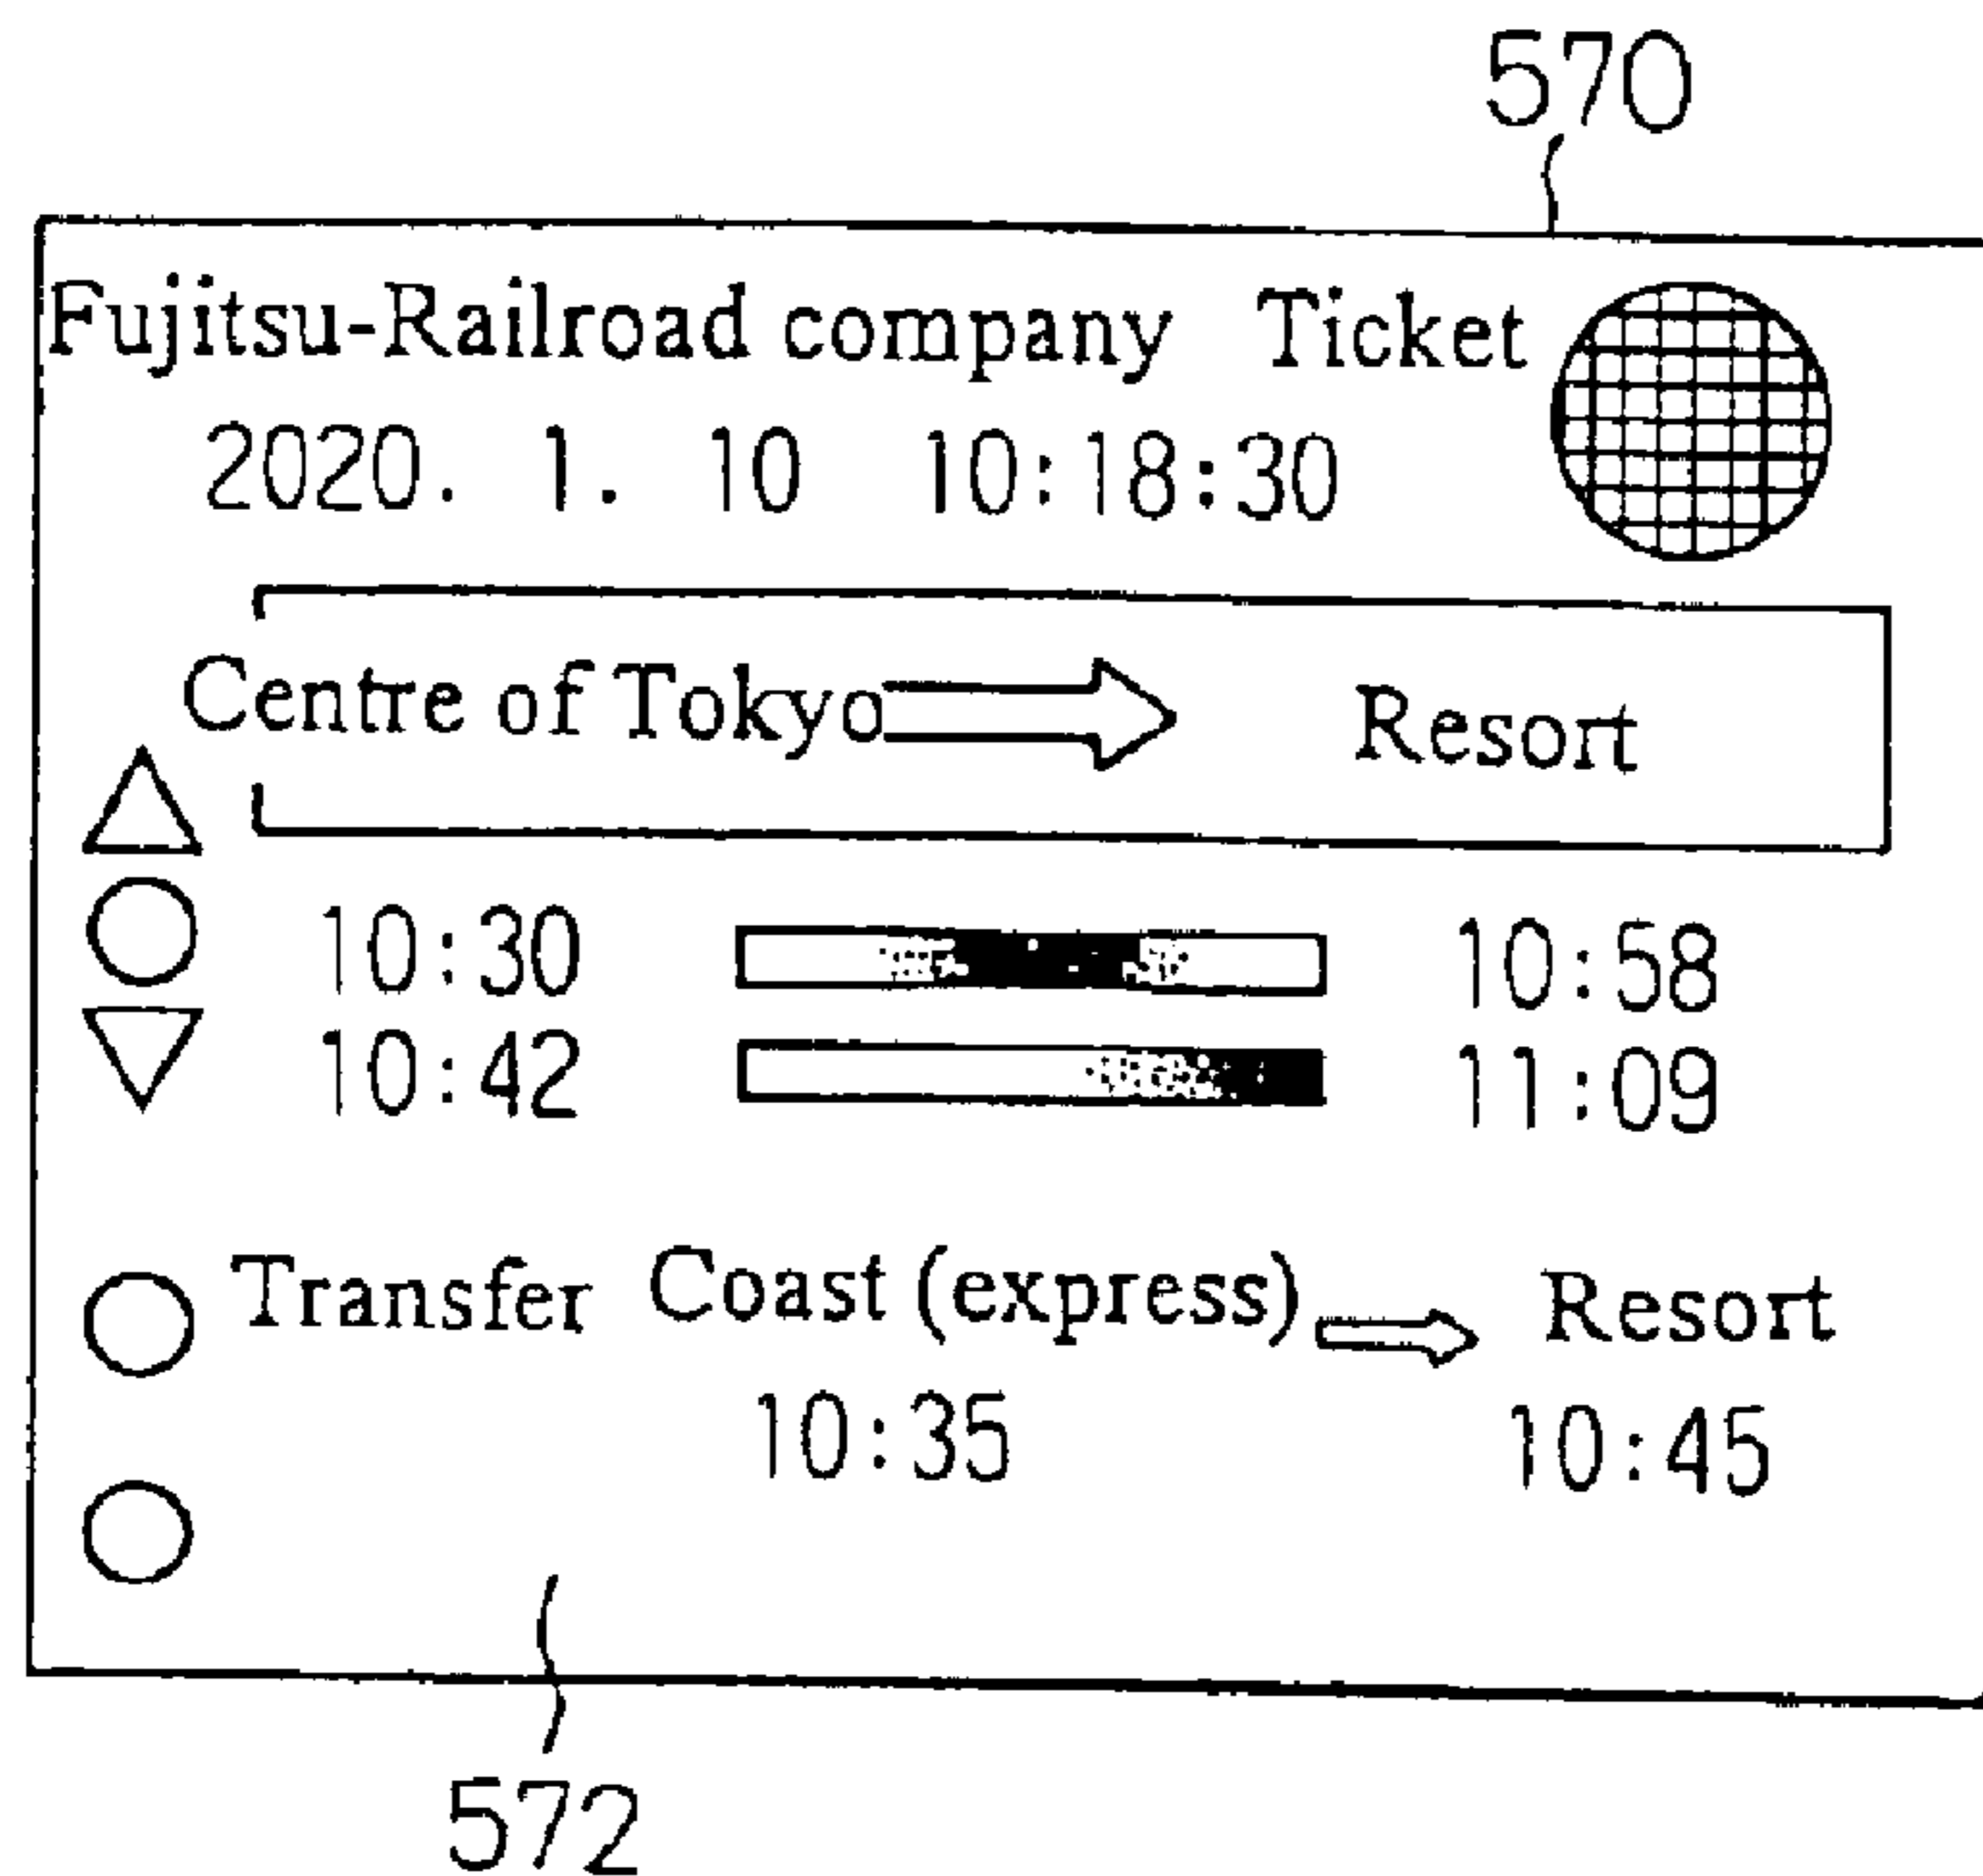 570
Fujitsu-Railroad company Ticket
2020. 1. 10 10:18:30
Centre of Tokyo Resort
10:30 10:58
10:42 11:09
Transfer Coast (express) Resort
10:35 10:45
572